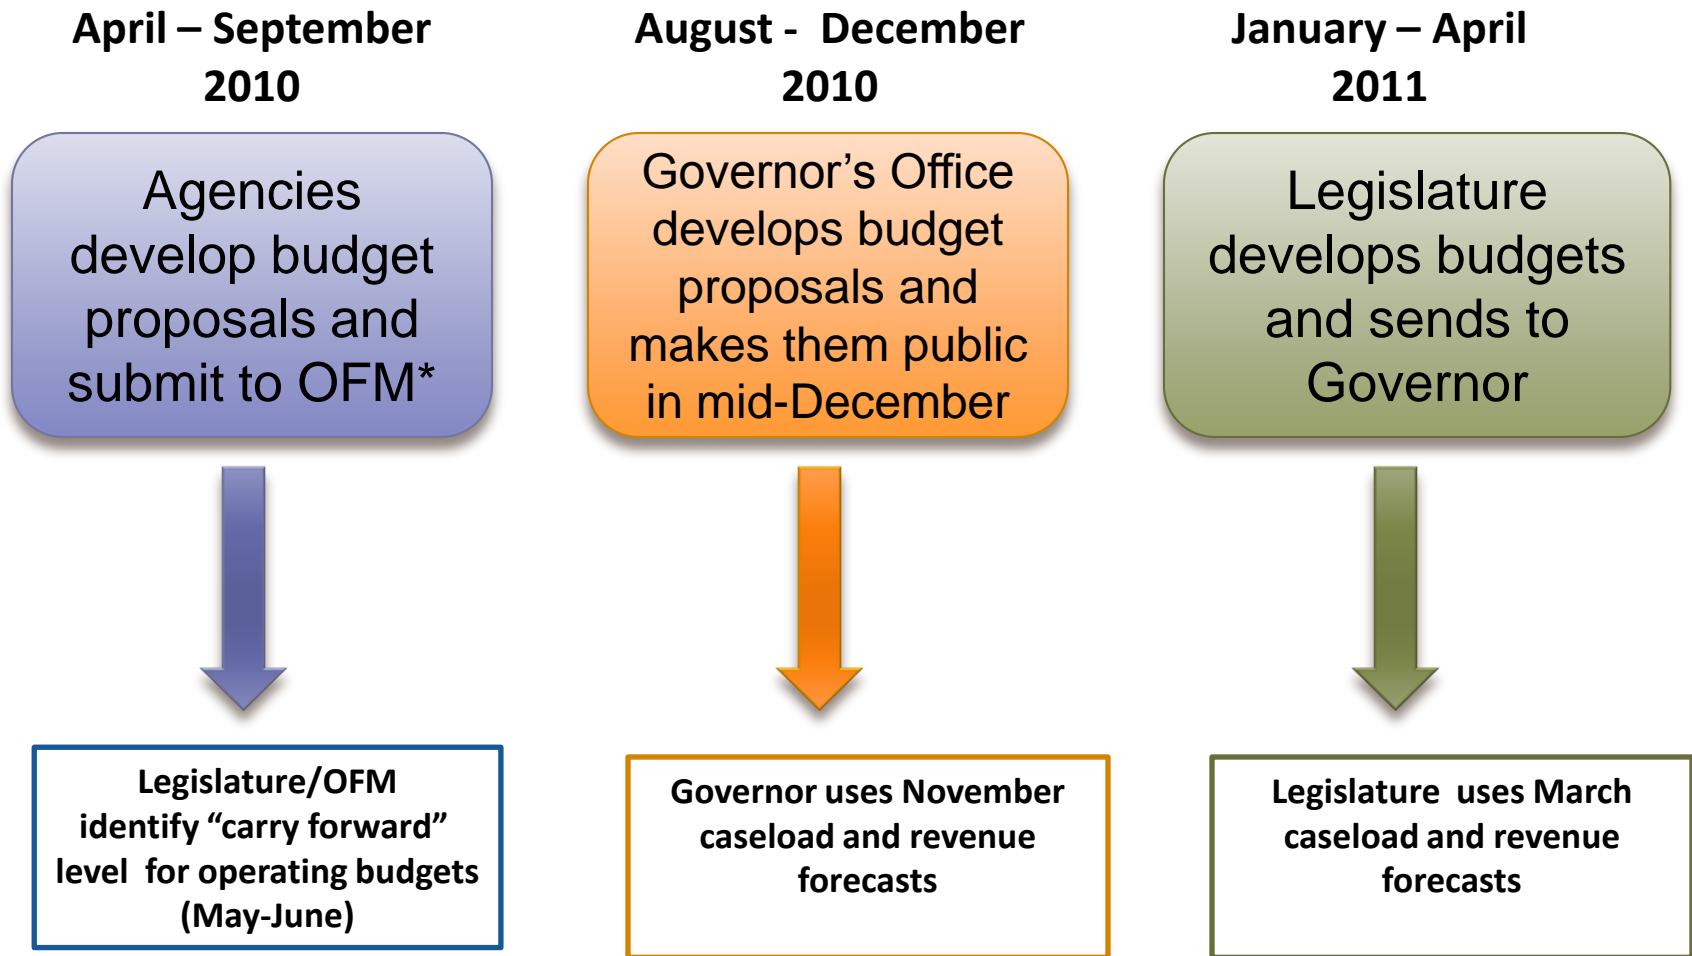 April – September
2010
Agencies
develop budget
proposals and
submit to OFM*
Legislature/OFM
identify “carry forward”
level for operating budgets
(May-June)
August - December
2010
Governor’s Office
develops budget
proposals and
makes them public
in mid-December
Governor uses November
caseload and revenue
forecasts
January – April
2011
Legislature
develops budgets
and sends to
Governor
Legislature uses March
caseload and revenue
forecasts